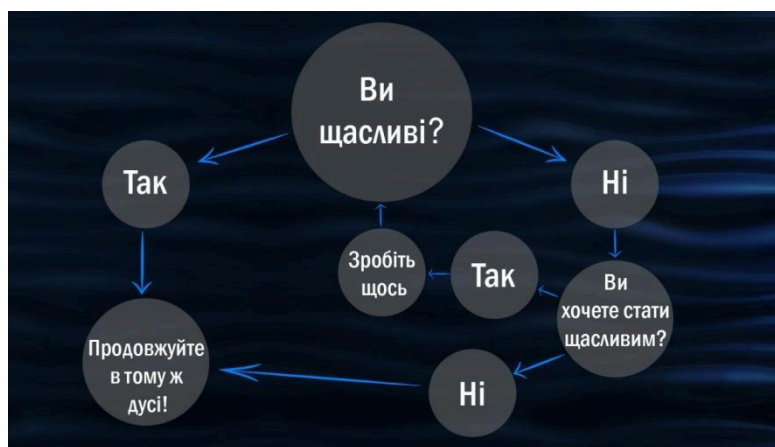 Ви
щасливі?
Так
Ні
Зробіть
щось
Так
Ви
хочете стати
щасливим?
Продовжуйте
в тому ж
дусі!
Ні